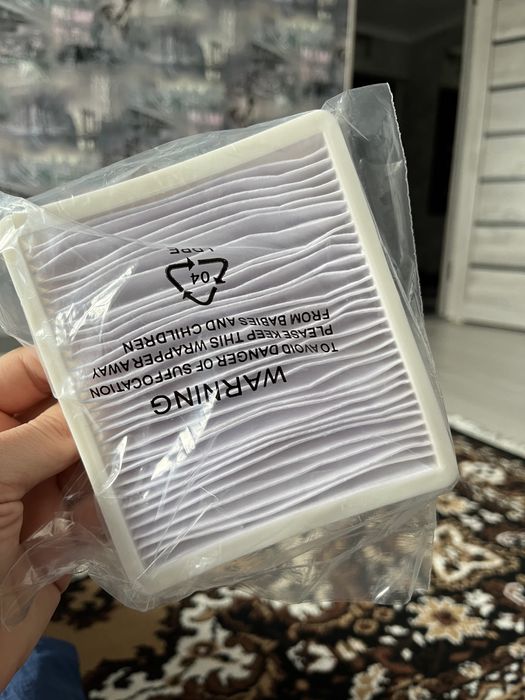 WARNING
TO AVOID DANGER OF SUFFOCATION
PLEASE KEEP THIS WRAPPER AWAY
FROM BABIES AND CHILDREN
04
LDPE